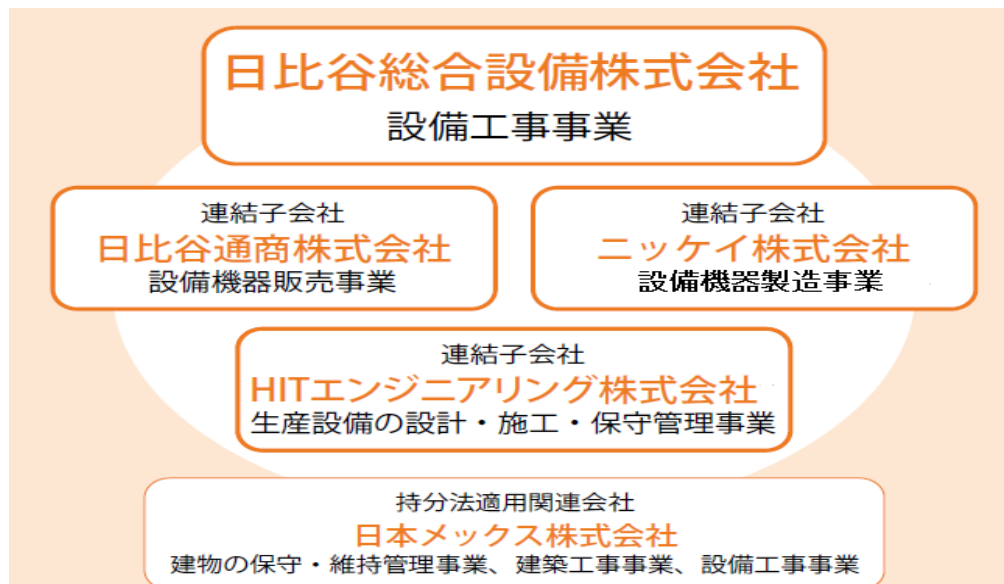 日比谷総合設備株式会社
設備工事事業
連結子会社
日比谷通商株式会社
設備機器販売事業
連結子会社
ニッケイ株式会社
設備機器製造事業
連結子会社
HITエンジニアリング株式会社
生産設備の設計・施工・保守管理事業
持分法適用関連会社
日本メックス株式会社
建物の保守・維持管理事業、建築工事事業、設備工事事業